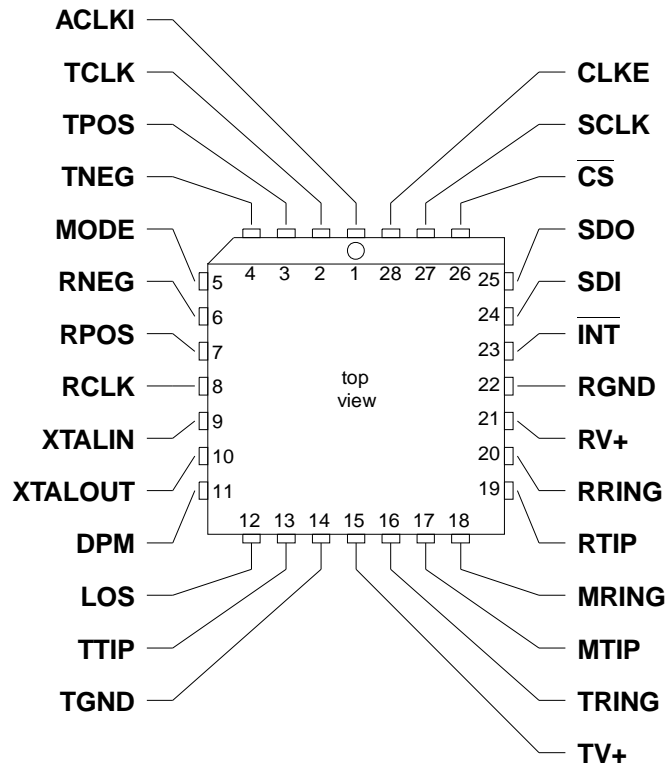 ACLKI
TCLK
TPOS
TNEG
MODE
RNEG
RPOS
RCLK
XTALIN
XTALOUT
DPM
LOS
TTIP
TGND
CLKE
SCLK
C̅S̅
SDO
SDI
I̅N̅T̅
RGND
RV+
RRING
RTIP
MRING
MTIP
TRING
TV+
4 3 2 1 28 27 26
5
6
7
8
9
10
11
25
24
23
22
21
20
19
top
view
12 13 14 15 16 17 18